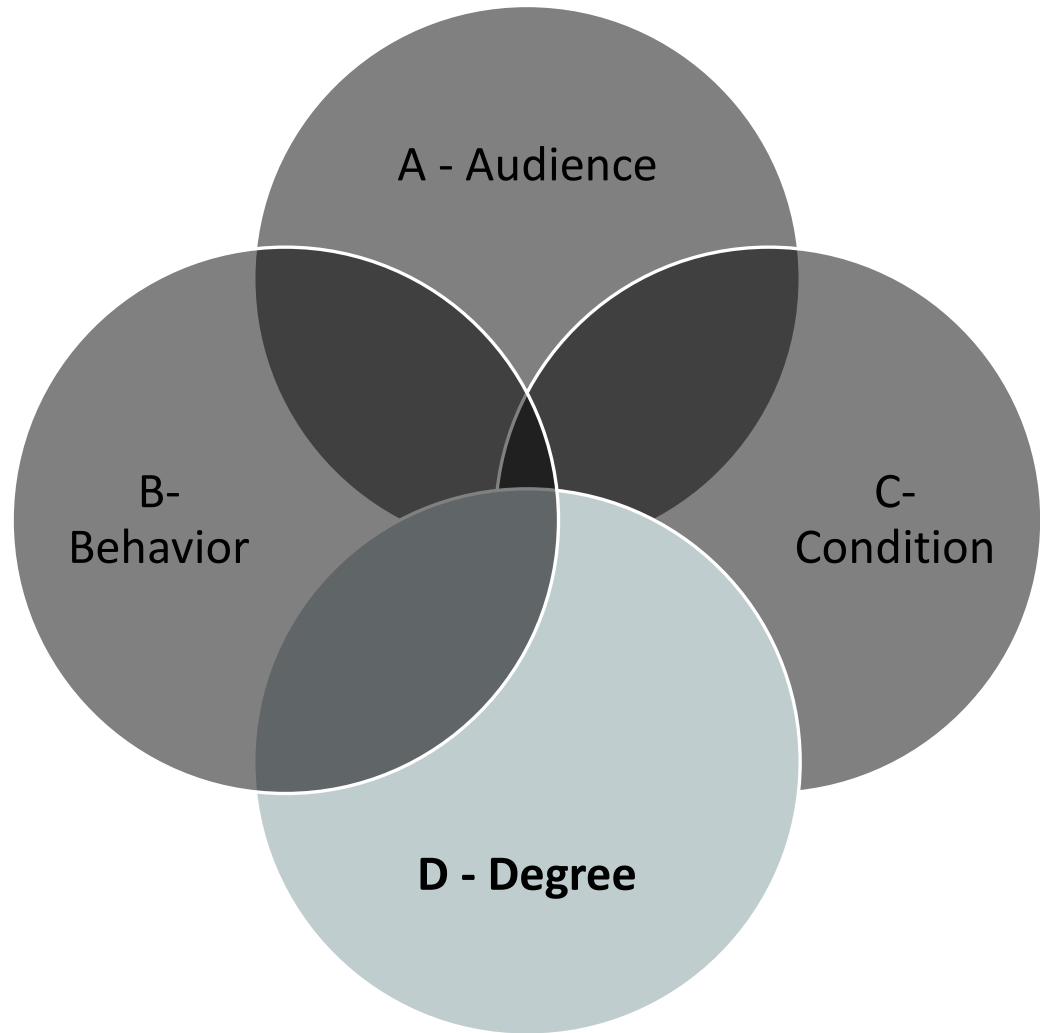 A - Audience
B-
Behavior
C-
Condition
D - Degree